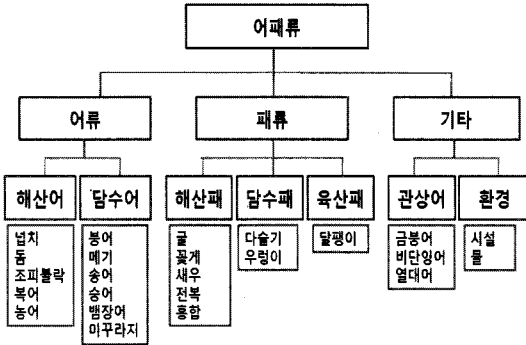 어패류
어류
패류
기타
해산어
담수어
해산패
담수패
육산패
관상어
환경
넙치
돔
조피볼락
복어
농어
붕어
메기
송어
숭어
뱀장어
미꾸라지
굴
꽃게
새우
전복
홍합
다슬기
우렁이
달팽이
금붕어
비단잉어
열대어
시설
물